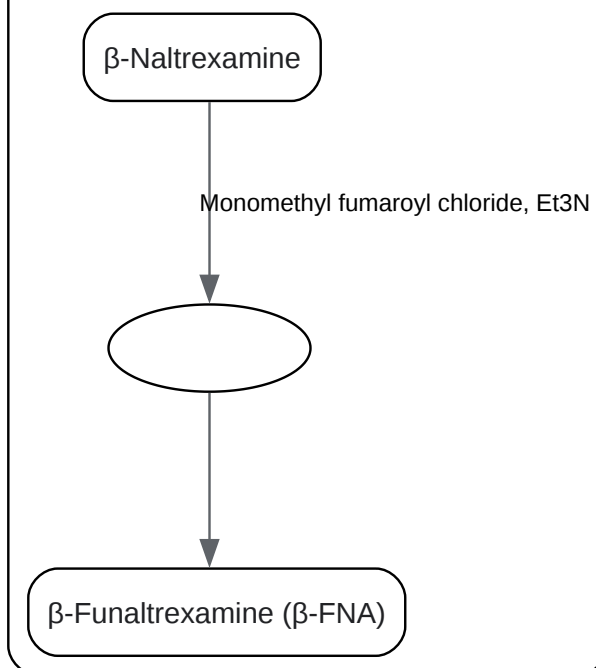 β-Naltrexamine
Monomethyl fumaroyl chloride, Et3N
β-Funaltrexamine (β-FNA)